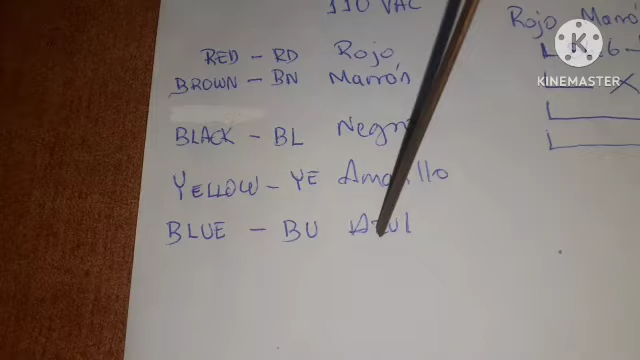 110 VAC
RED - RD Rojo
BROWN - BN Marrón
BLACK - BL Negro
YELLOW - YE Amarillo
BLUE - BU Azul
Rojo
KINEMASTER